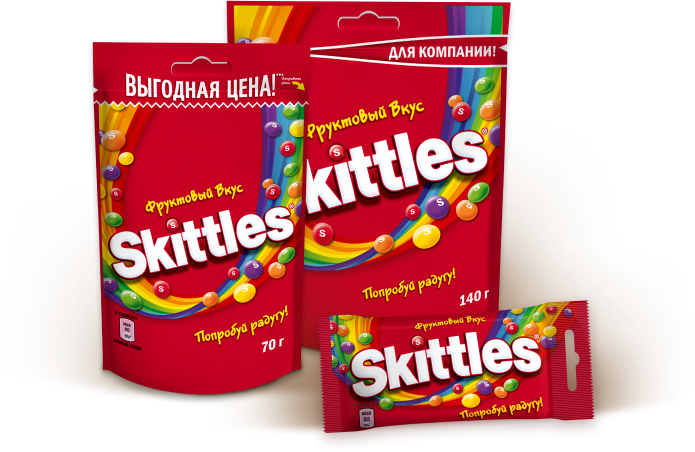 ДЛЯ КОМПАНИИ!
Фруктовый Вкус
Skittles
Попробуй радугу!
140 г
ВЫГОДНАЯ ЦЕНА!***
Фруктовый Вкус
Skittles
Попробуй радугу!
70 г
Фруктовый Вкус
Skittles
Попробуй радугу!